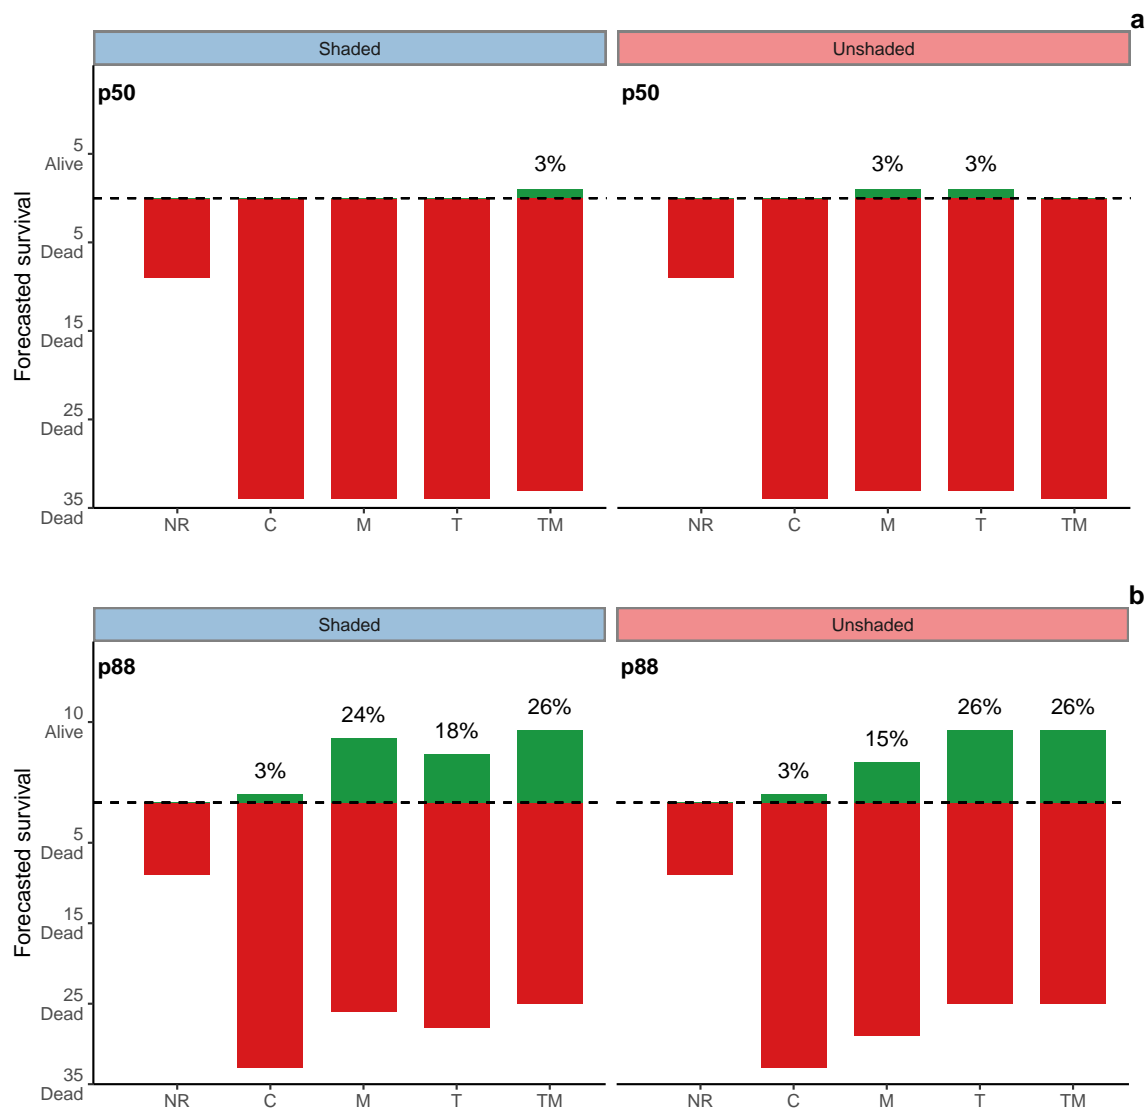 a
Shaded
Unshaded
p50
p50
Forecasted survival
5
Alive
5
Dead
15
Dead
25
Dead
35
Dead
3%
3%
3%
NR
C
M
T
TM
NR
C
M
T
TM
b
Shaded
Unshaded
p88
p88
Forecasted survival
10
Alive
5
Dead
15
Dead
25
Dead
35
Dead
3%
24%
18%
26%
3%
15%
26%
26%
NR
C
M
T
TM
NR
C
M
T
TM